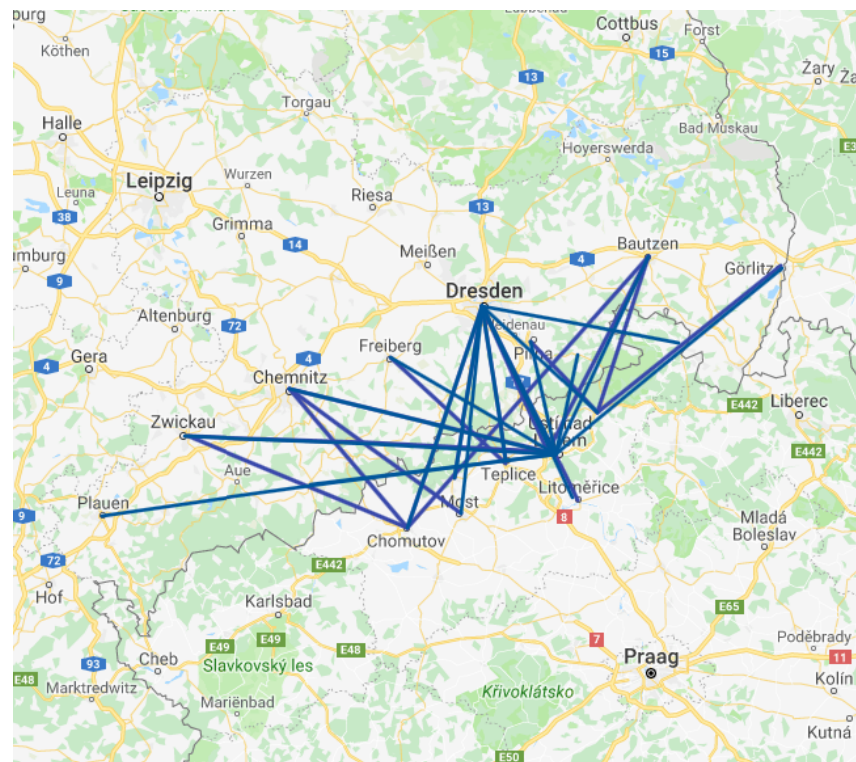 Cottbus
Forst
15
Köthen
13
Żary
Torgau
Halle
Bad Muskau
Hoyerswerda
Leipzig
Wurzen
Leuna
Riesa
38
13
Grimma
14
Bautzen
Meißen
4
Görlitz
9
Dresden
Altenburg
72
Pirna
Freiberg
Gera
4
4
Chemnitz
E442
Liberec
Zwickau
E442
Aue
Teplice
Litoměřice
Plauen
Most
9
8
Mladá
Boleslav
Chomutov
72
E442
Hof
Karlsbad
E65
E49
E49
E48
7
Poděbrady
93
Cheb
Slavkovský les
Praag
11
E48
Kolín
Marktredwitz
Křivoklátsko
Mariënbad
Kutná
E50